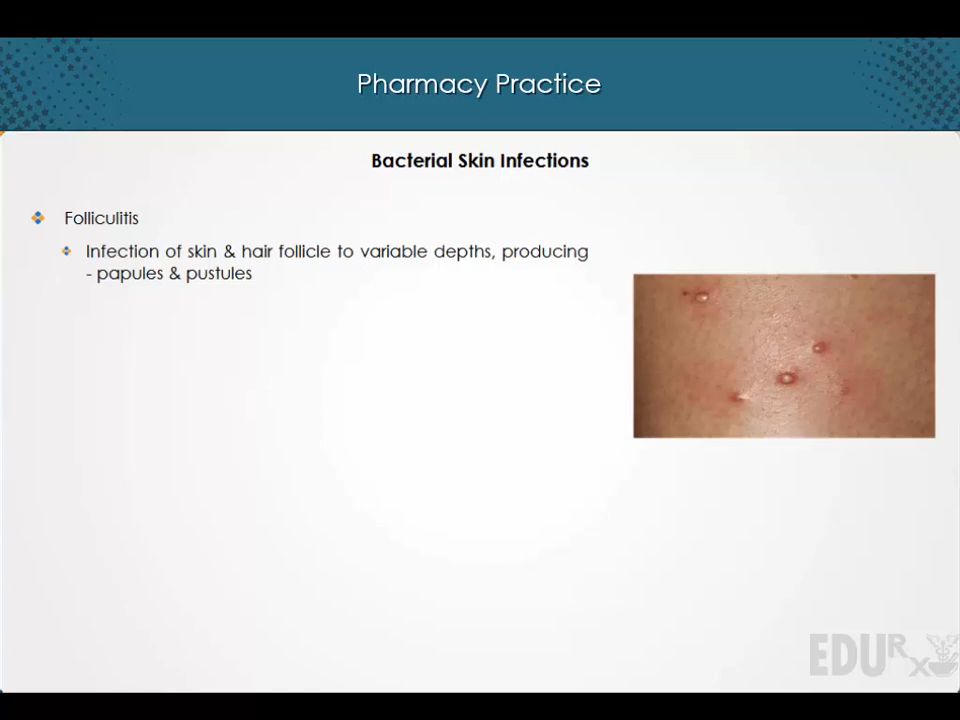 Pharmacy Practice
Bacterial Skin Infections
Folliculitis
Infection of skin & hair follicle to variable depths, producing
- papules & pustules
EDURx